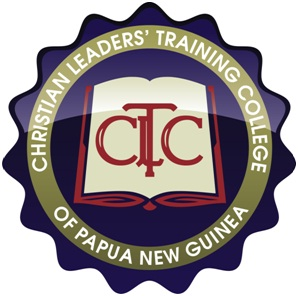 CHRISTIAN LEADERS' TRAINING COLLEGE
CLTC
OF PAPUA NEW GUINEA